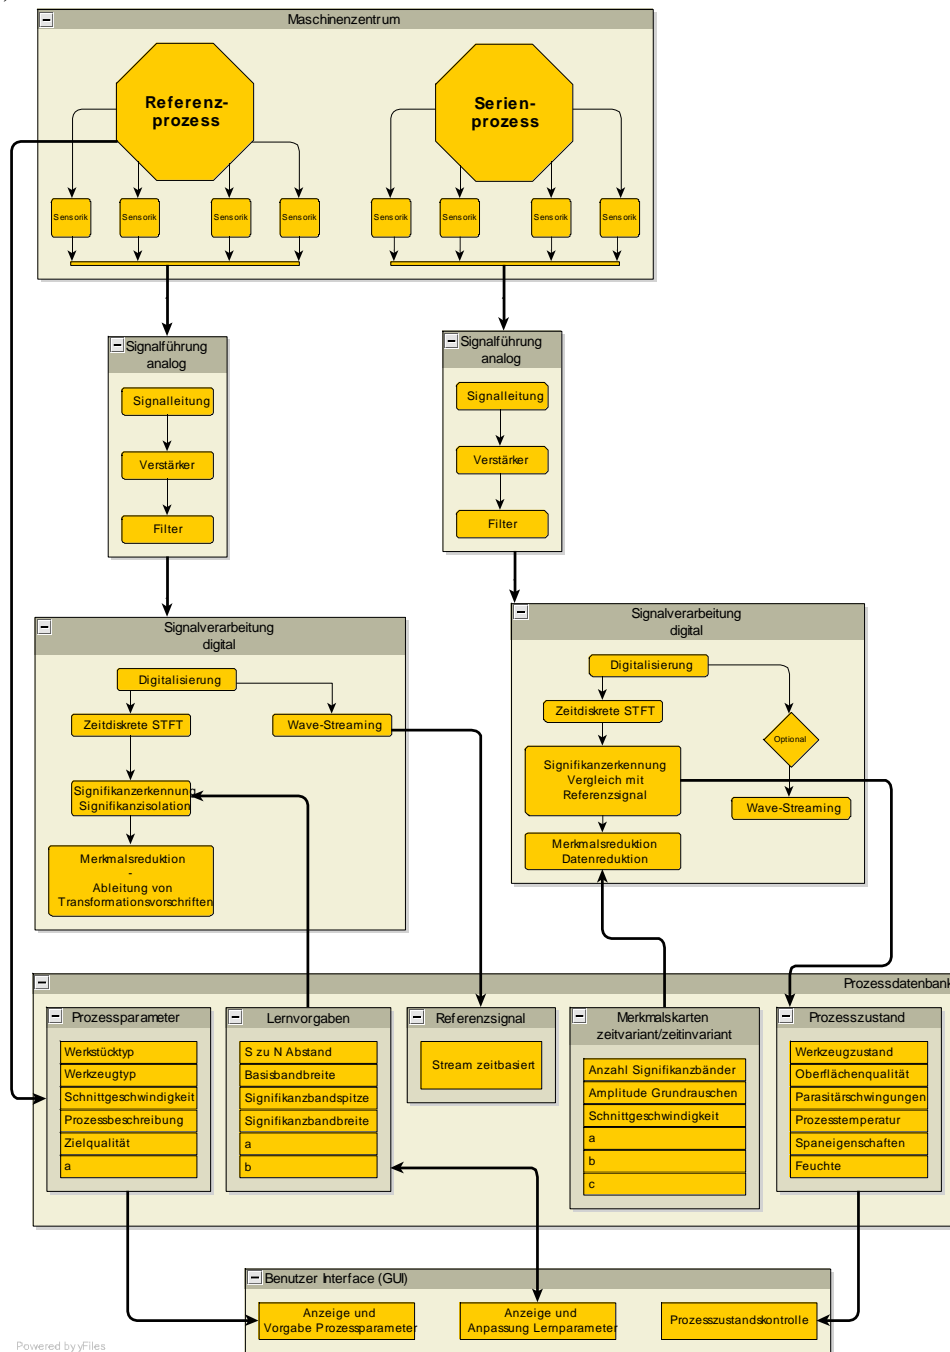 Maschinenzentrum
Referenz-
prozess
Serien-
prozess
Sensorik
Sensorik
Sensorik
Sensorik
Sensorik
Sensorik
Sensorik
Sensorik
Signalführung
analog
Signalleitung
Verstärker
Filter
Signalführung
analog
Signalleitung
Verstärker
Filter
Signalverarbeitung
digital
Digitalisierung
Zeitdiskrete STFT
Wave-Streaming
Signifikanzerkennung
Signifikanzisolation
Merkmalsreduktion
-
Ableitung von
Transformationsvorschriften
Signalverarbeitung
digital
Digitalisierung
Zeitdiskrete STFT
Optional
Signifikanzerkennung
Vergleich mit
Referenzsignal
Wave-Streaming
Merkmalsreduktion
Datenreduktion
Prozessdatenbank
Prozessparameter
Werkstücktyp
Werkzeugtyp
Schnittgeschwindigkeit
Prozessbeschreibung
Zielqualität
a
Lernvorgaben
S zu N Abstand
Basisbandbreite
Signifikanzbandspitze
Signifikanzbandbreite
a
b
Referenzsignal
Stream zeitbasiert
Merkmalskarten
zeitvariant/zeitinvariant
Anzahl Signifikanzbänder
Amplitude Grundrauschen
Schnittgeschwindigkeit
a
b
c
Prozesszustand
Werkzeugzustand
Oberflächenqualität
Parasitärschwingungen
Prozesstemperatur
Spaneigenschaften
Feuchte
Benutzer Interface (GUI)
Anzeige und
Vorgabe Prozessparameter
Anzeige und
Anpassung Lernparameter
Prozesszustandskontrolle
Powered by yFiles